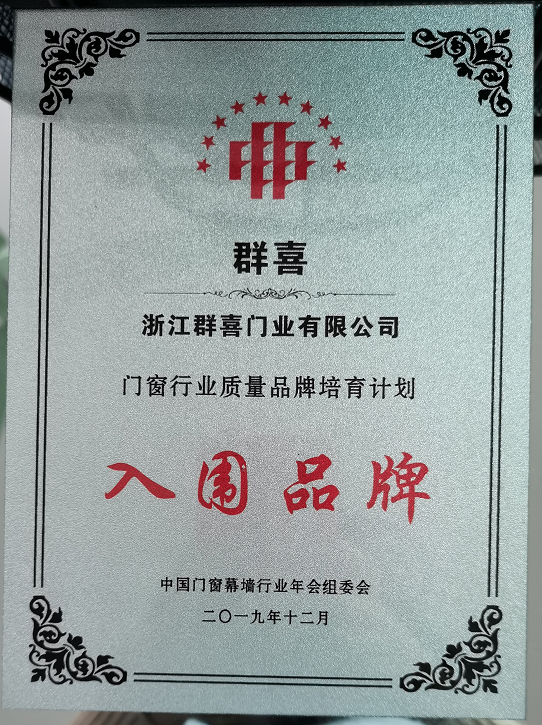 群喜
浙江群喜门业有限公司
门窗行业质量品牌培育计划
入围品牌
中国门窗幕墙行业年会组委会
二〇一九年十二月